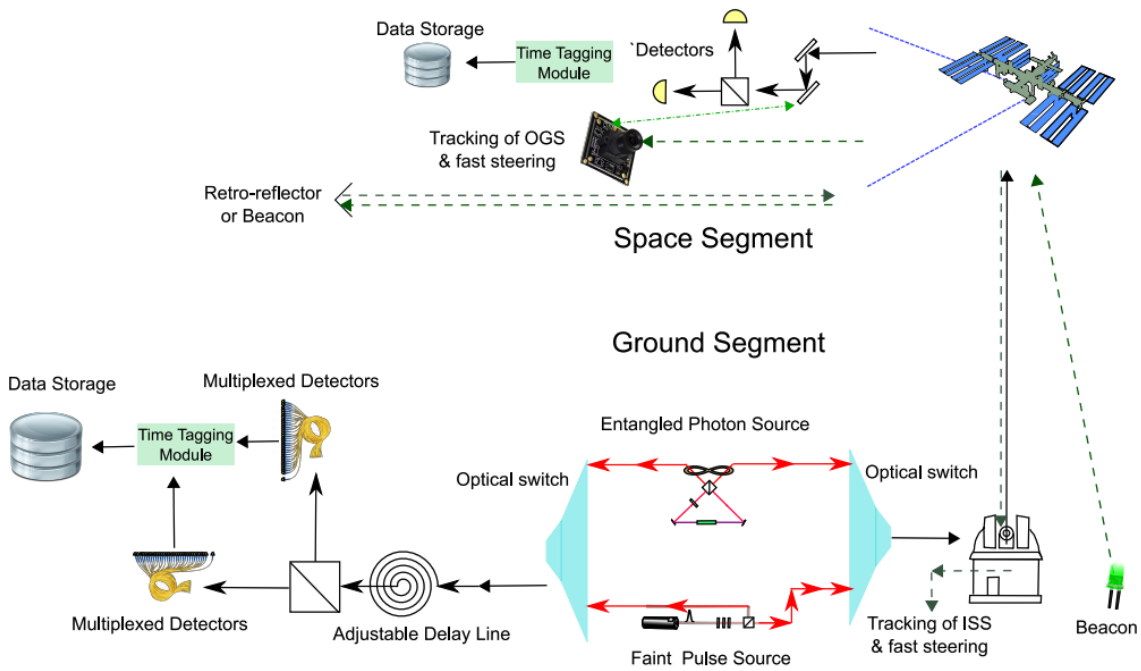 Data Storage
Time Tagging
Module
`Detectors
Tracking of OGS
& fast steering
Retro-reflector
or Beacon
Space Segment
Ground Segment
Data Storage
Multiplexed Detectors
Time Tagging
Module
Entangled Photon Source
Optical switch
Optical switch
Multiplexed Detectors
Adjustable Delay Line
Faint Pulse Source
Tracking of ISS
& fast steering
Beacon